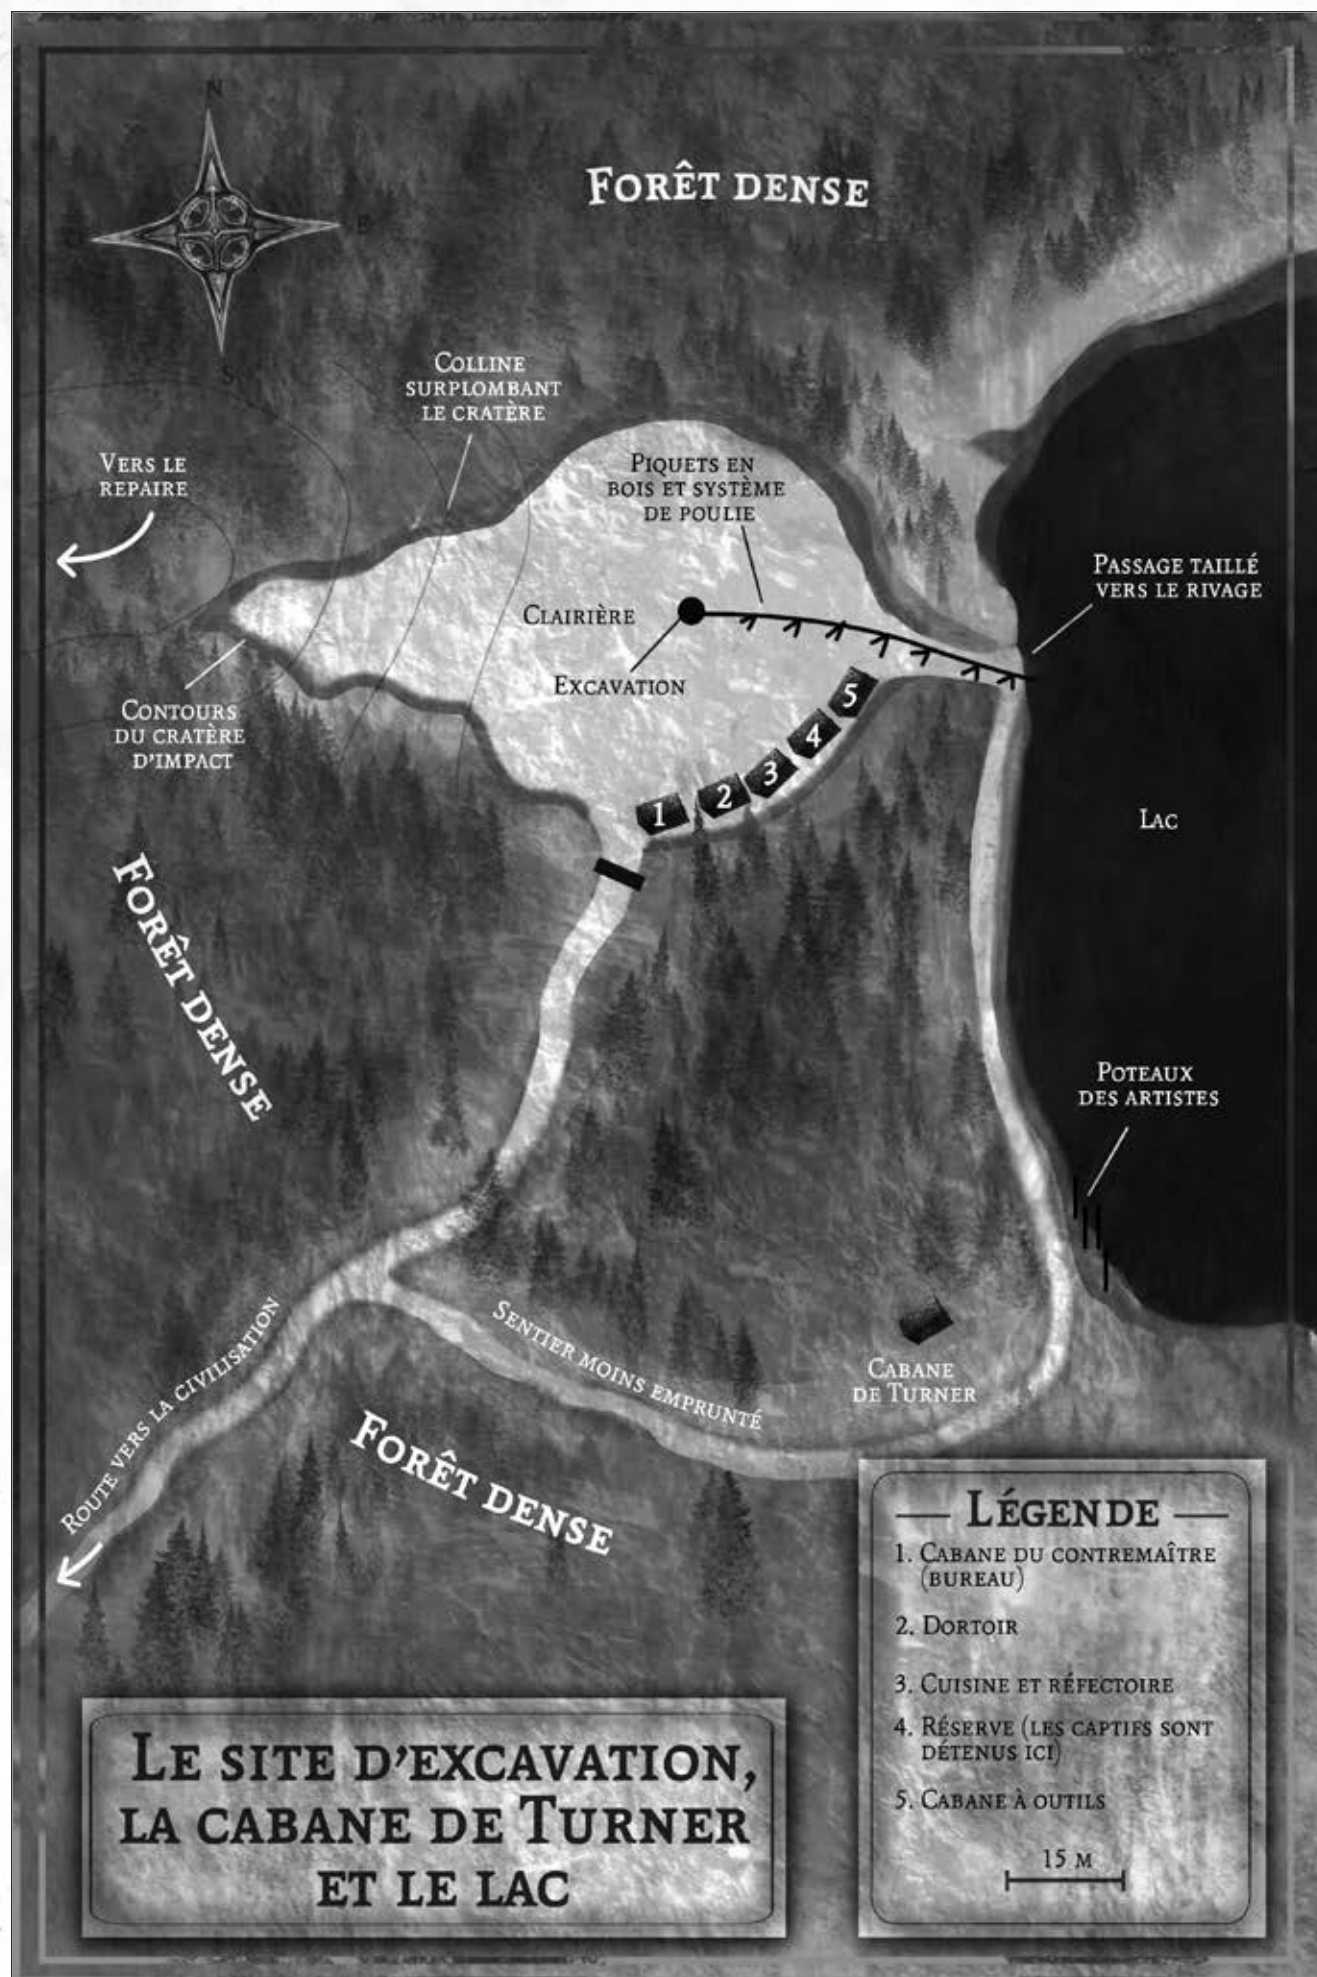 N
Forêt dense
E
S
Colline
surplombant
le cratère
Vers le
repaire
Piquets en
bois et système
de poulie
Passage taillé
vers le rivage
Clairière
Excavation
Contours
du cratère
d'impact
5
4
3
2
1
Lac
Forêt dense
Poteaux
des artistes
Sentier moins emprunté
Cabane
de Turner
Route vers la civilisation
Forêt dense
Légende
1. Cabane du contremaître
(bureau)
2. Dortoir
3. Cuisine et réfectoire
4. Réserve (les captifs sont
détenus ici)
5. Cabane à outils
15 m
Le site d'excavation,
la cabane de Turner
et le lac